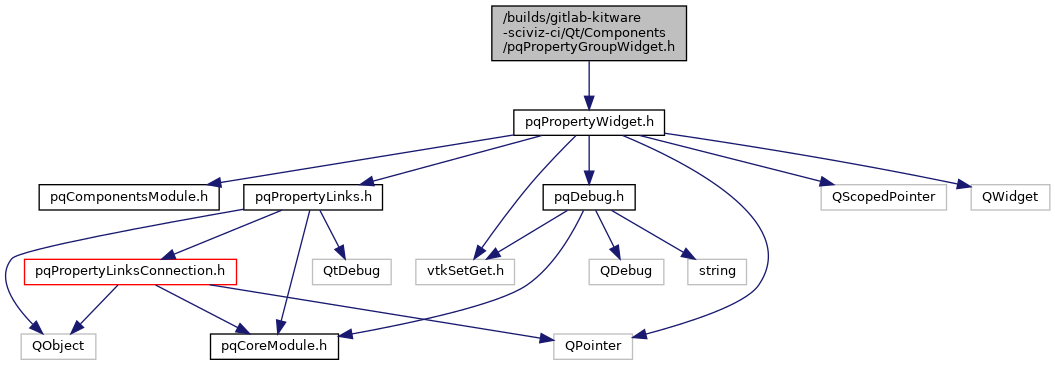 /builds/gitlab-kitware
-sciviz-ci/Qt/Components
/pqPropertyGroupWidget.h
pqPropertyWidget.h
pqComponentsModule.h
pqPropertyLinks.h
pqDebug.h
QScopedPointer
QWidget
pqPropertyLinksConnection.h
QtDebug
vtkSetGet.h
QDebug
string
QObject
pqCoreModule.h
QPointer